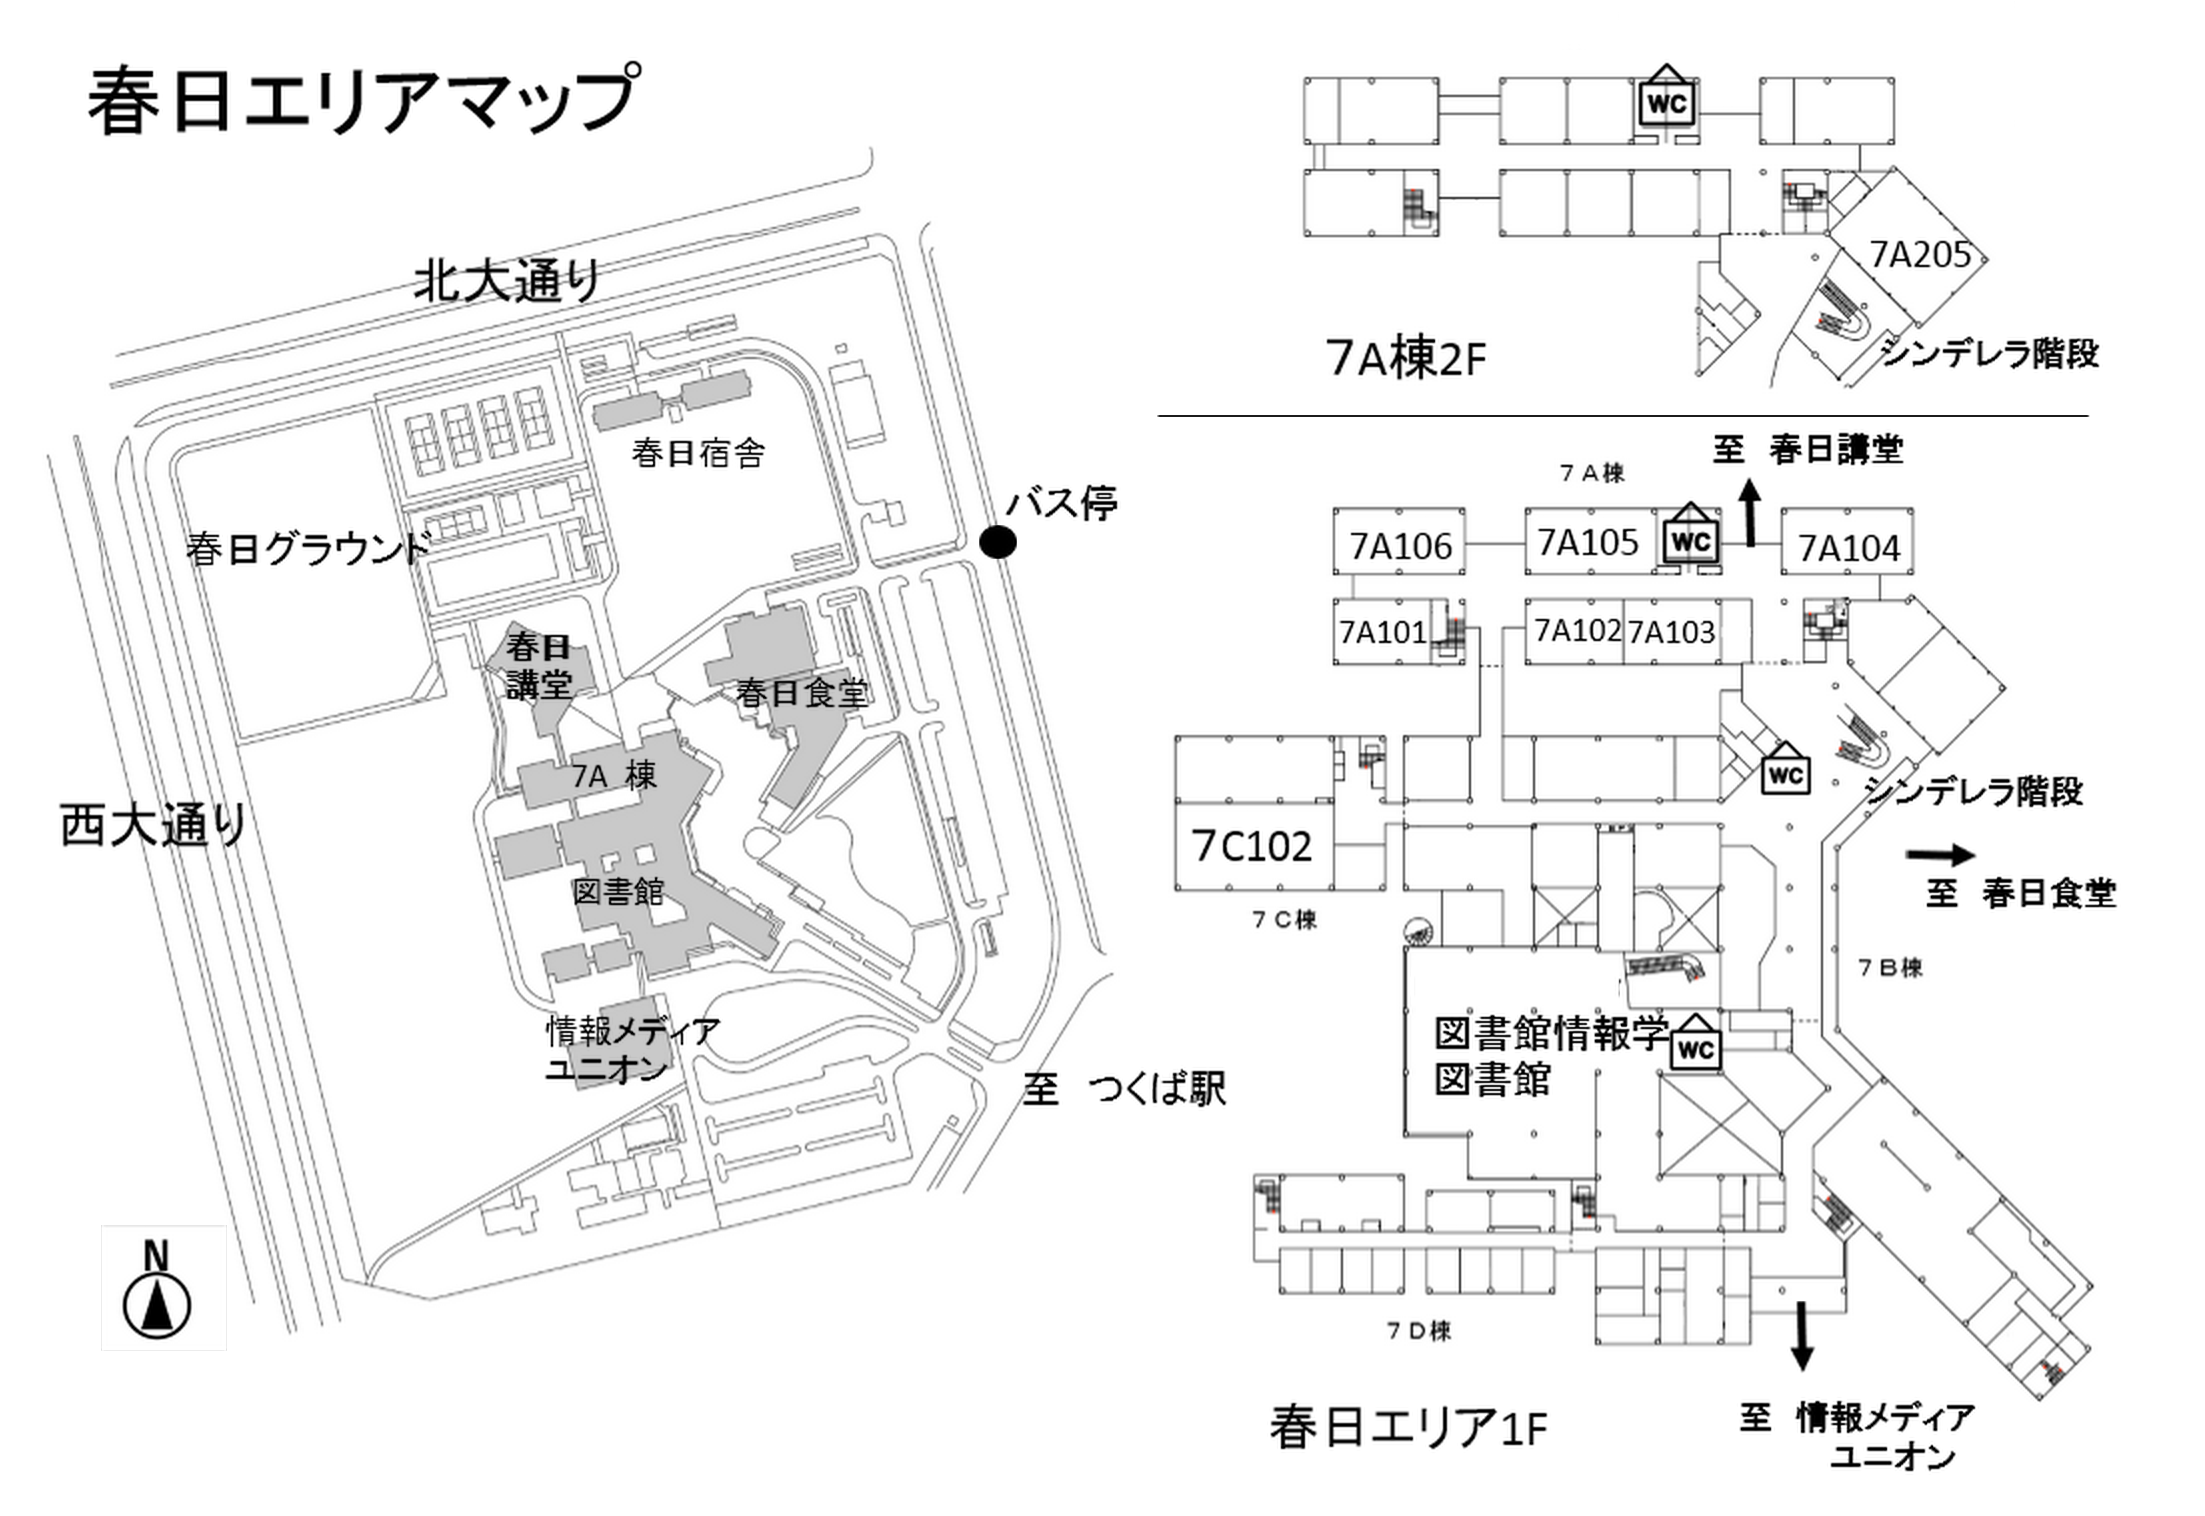 春日エリアマップ
北大通り
春日宿舎
バス停
春日グラウンド
春日
講堂
春日食堂
7A 棟
西大通り
図書館
情報メディア
ユニオン
至 つくば駅
N
WC
7A205
シンデレラ階段
7A棟2F
至 春日講堂
7A棟
7A106
7A105
WC
7A104
7A101
7A102
7A103
WC
シンデレラ階段
7C102
至 春日食堂
7C棟
7B棟
図書館情報学
図書館
WC
7D棟
至 情報メディア
ユニオン
春日エリア1F